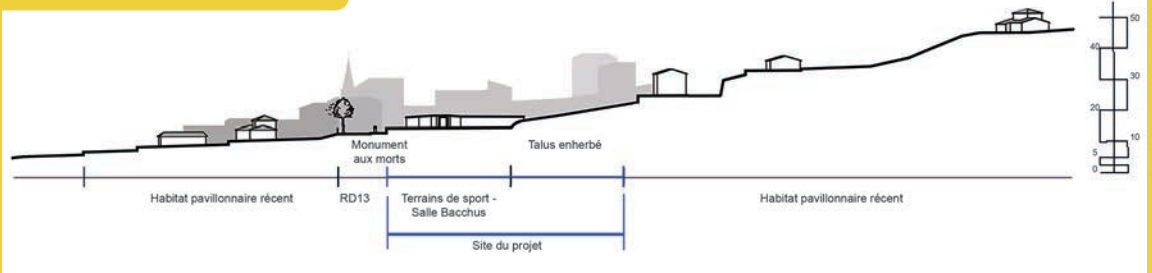 50
40
30
20
10
5
0
Monument
aux morts
Talus enherbé
Habitat pavillonnaire récent
RD13
Terrains de sport -
Salle Bacchus
Habitat pavillonnaire récent
Site du projet